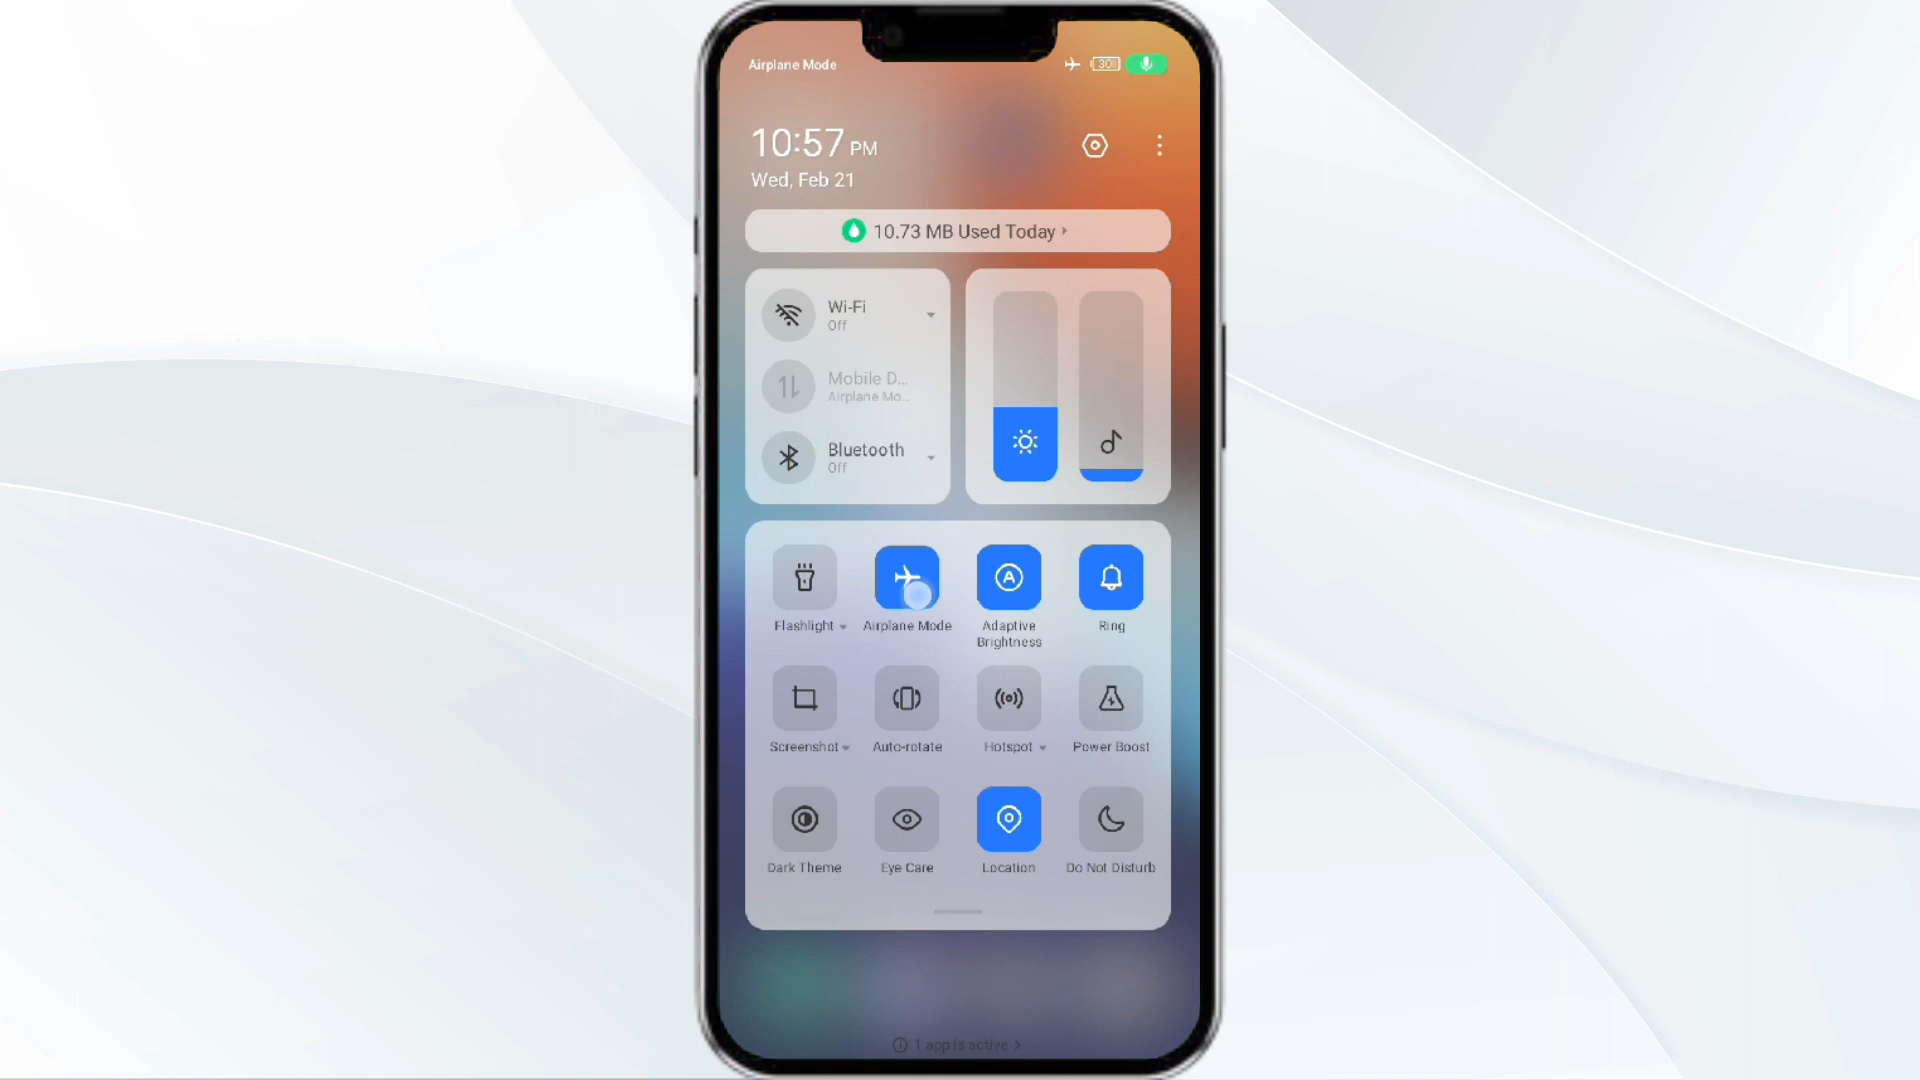 Airplane Mode
30
10:57 PM
Wed, Feb 21
10.73 MB Used Today
Wi-Fi
Off
Mobile D...
Airplane Mo...
Bluetooth
Off
A
Flashlight
Airplane Mode
Adaptive
Brightness
Ring
Screenshot
Auto-rotate
Hotspot
Power Boost
Dark Theme
Eye Care
Location
Do Not Disturb
1 app is active